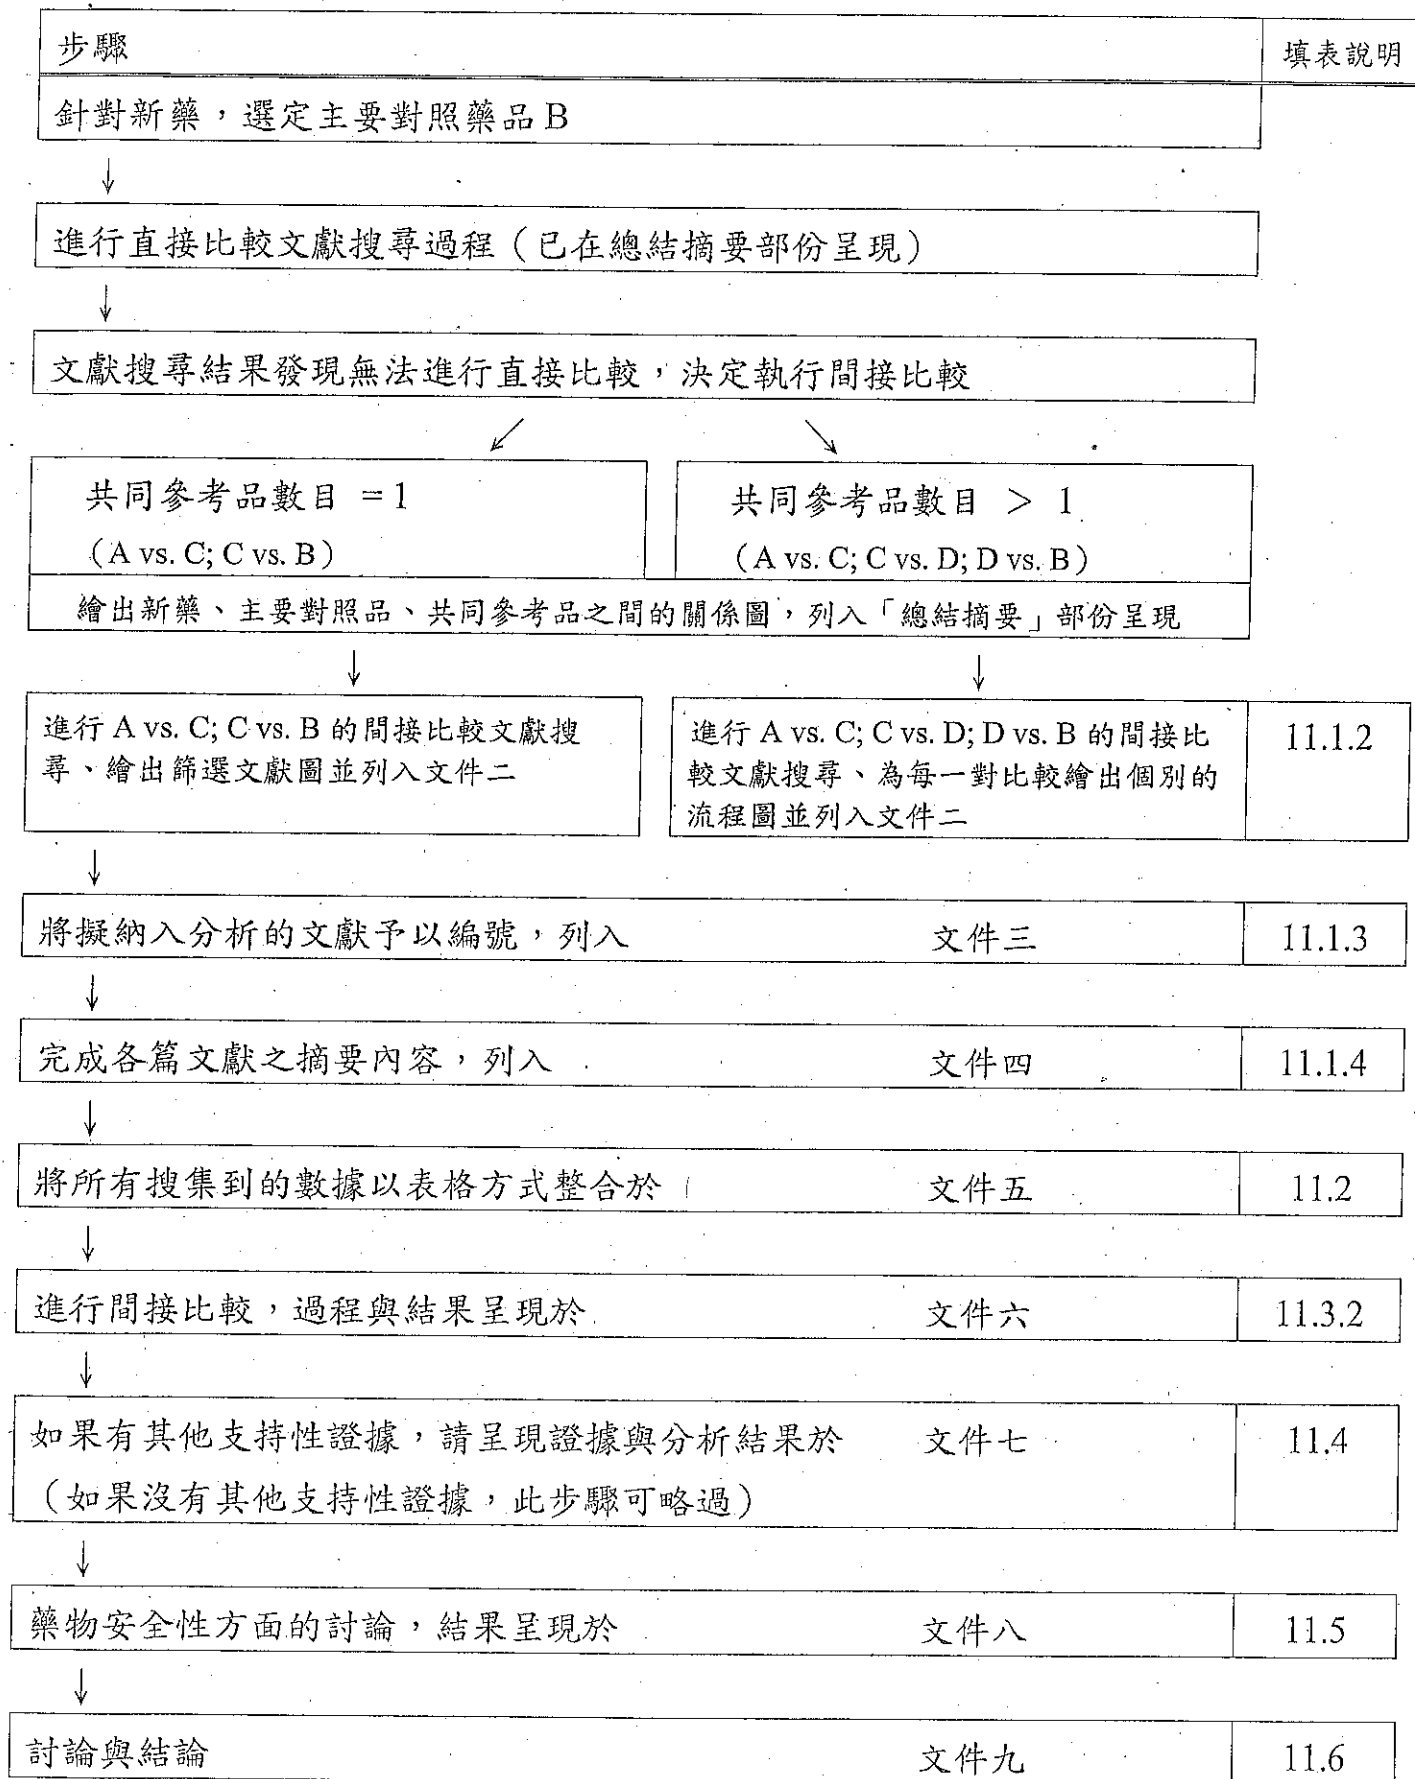 步驟 填表說明
針對新藥，選定主要對照藥品 B
↓
進行直接比較文獻搜尋過程（已在總結摘要部份呈現）
↓
文獻搜尋結果發現無法進行直接比較，決定執行間接比較
↙ ↘
共同參考品數目 =1
（A vs. C; C vs. B）
共同參考品數目 > 1
（A vs. C; C vs. D; D vs. B）
繪出新藥、主要對照品、共同參考品之間的關係圖，列入「總結摘要」部份呈現
↓ ↓
進行 A vs. C; C vs. B 的間接比較文獻搜
尋、繪出篩選文獻圖並列入文件二
進行 A vs. C; C vs. D; D vs. B 的間接比
較文獻搜尋、為每一對比較繪出個別的
流程圖並列入文件二
11.1.2
↓
將擬納入分析的文獻予以編號，列入 文件三 11.1.3
↓
完成各篇文獻之摘要內容，列入 文件四 11.1.4
↓
將所有搜集到的數據以表格方式整合於 文件五 11.2
↓
進行間接比較，過程與結果呈現於 文件六 11.3.2
↓
如果有其他支持性證據，請呈現證據與分析結果於 文件七 11.4
（如果沒有其他支持性證據，此步驟可略過）
↓
藥物安全性方面的討論，結果呈現於 文件八 11.5
↓
討論與結論 文件九 11.6